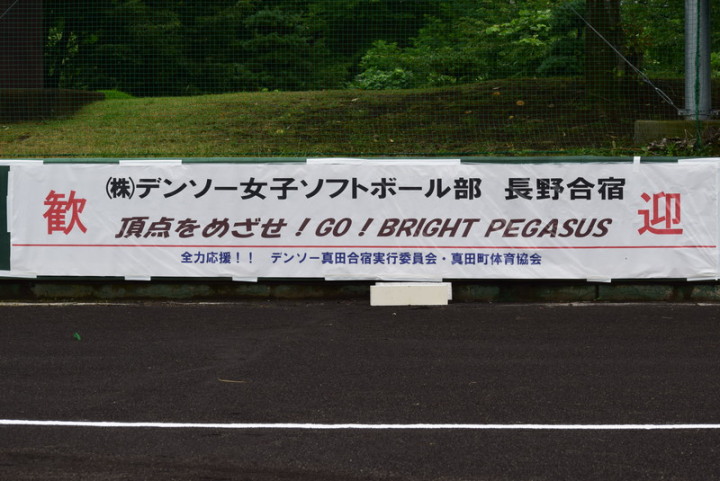 歓迎
㈱デンソー女子ソフトボール部 長野合宿
頂点をめざせ！GO！BRIGHT PEGASUS
全力応援！！ デンソー真田合宿実行委員会・真田町体育協会